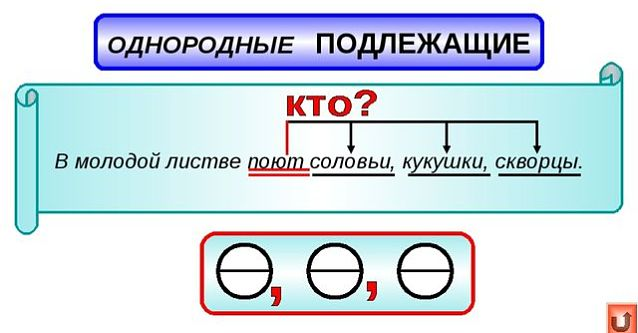 ОДНОРОДНЫЕ ПОДЛЕЖАЩИЕ
кто?
В молодой листве поют соловьи, кукушки, скворцы.
, ,